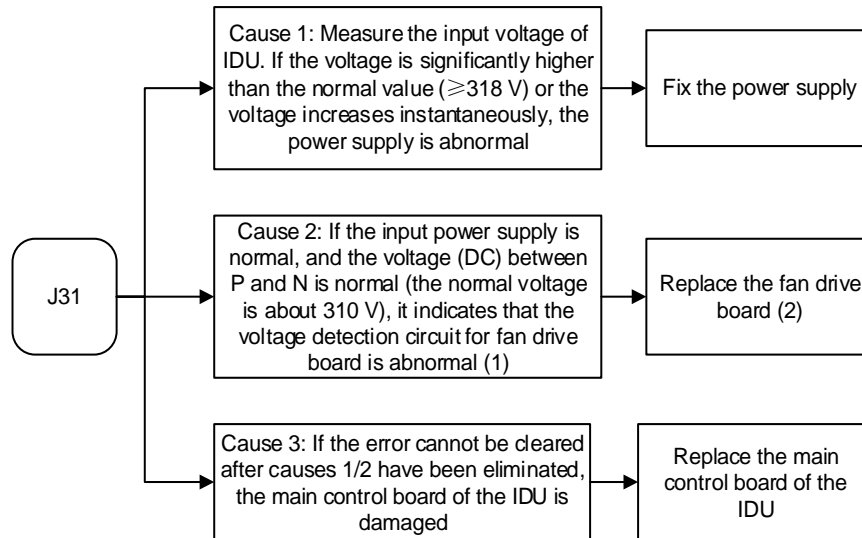 J31
Cause 1: Measure the input voltage of
IDU. If the voltage is significantly higher
than the normal value (≥318 V) or the
voltage increases instantaneously, the
power supply is abnormal
Fix the power supply
Cause 2: If the input power supply is
normal, and the voltage (DC) between
P and N is normal (the normal voltage
is about 310 V), it indicates that the
voltage detection circuit for fan drive
board is abnormal (1)
Replace the fan drive
board (2)
Cause 3: If the error cannot be cleared
after causes 1/2 have been eliminated,
the main control board of the IDU is
damaged
Replace the main
control board of the
IDU